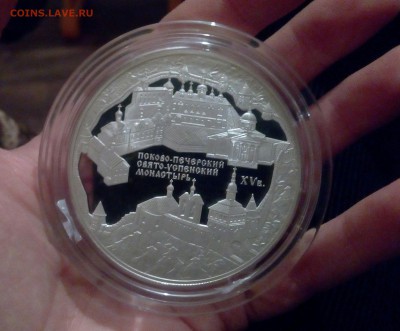 COINS.LAVE.RU
ПСКОВО-ПЕЧЕРСКИЙ
СВЯТО-УСПЕНСКИЙ
МОНАСТЫРЬ
XVв.